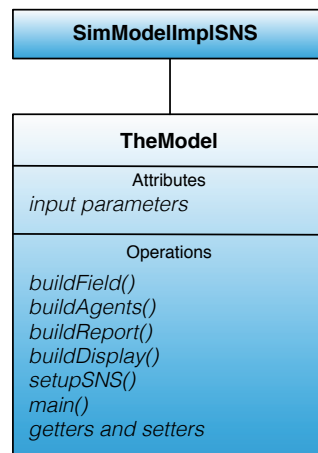 SimModelImplSNS
TheModel
Attributes
input parameters
Operations
buildField()
buildAgents()
buildReport()
buildDisplay()
setupSNS()
main()
getters and setters